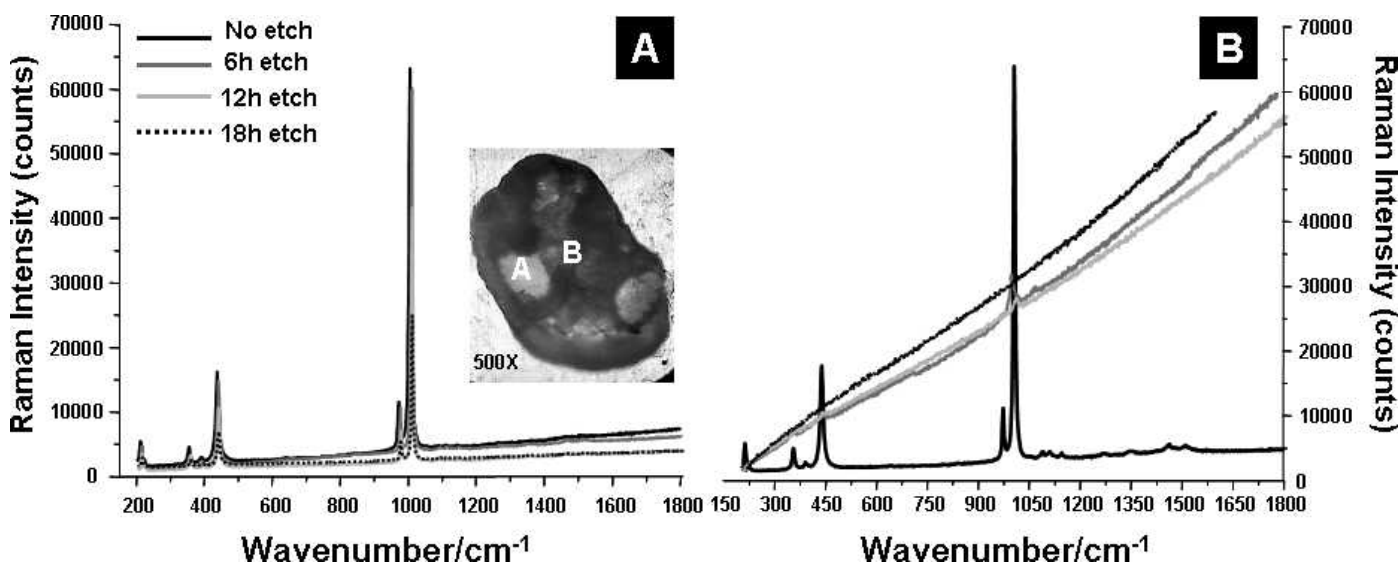 A
B
No etch
6h etch
12h etch
18h etch
Raman Intensity (counts)
70000
60000
50000
40000
30000
20000
10000
0
A
B
500X
200
400
600
800
1000
1200
1400
1600
1800
Wavenumber/cm⁻¹
Raman Intensity (counts)
70000
60000
50000
40000
30000
20000
10000
0
150
300
450
600
750
900
1050
1200
1350
1500
1650
1800
Wavenumber/cm⁻¹